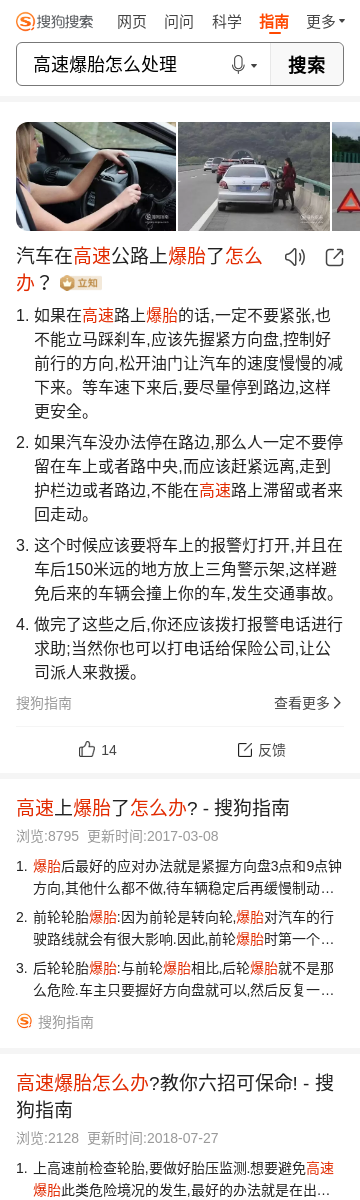 搜狗搜索 网页 问问 科学 指南 更多
高速爆胎怎么处理 搜索
汽车在高速公路上爆胎了怎么
办？ 立知
1. 如果在高速路上爆胎的话,一定不要紧张,也
不能立马踩刹车,应该先握紧方向盘,控制好
前行的方向,松开油门让汽车的速度慢慢的减
下来。等车速下来后,要尽量停到路边,这样
更安全。
2. 如果汽车没办法停在路边,那么人一定不要停
留在车上或者路中央,而应该赶紧远离,走到
护栏边或者路边,不能在高速路上滞留或者来
回走动。
3. 这个时候应该要将车上的报警灯打开,并且在
车后150米远的地方放上三角警示架,这样避
免后来的车辆会撞上你的车,发生交通事故。
4. 做完了这些之后,你还应该拨打报警电话进行
求助;当然你也可以打电话给保险公司,让公
司派人来救援。
搜狗指南 查看更多
14 反馈
高速上爆胎了怎么办? - 搜狗指南
浏览:8795 更新时间:2017-03-08
1. 爆胎后最好的应对办法就是紧握方向盘3点和9点钟
方向,其他什么都不做,待车辆稳定后再缓慢制动…
2. 前轮轮胎爆胎:因为前轮是转向轮,爆胎对汽车的行
驶路线就会有很大影响.因此,前轮爆胎时第一个…
3. 后轮轮胎爆胎:与前轮爆胎相比,后轮爆胎就不是那
么危险.车主只要握好方向盘就可以,然后反复一…
搜狗指南
高速爆胎怎么办?教你六招可保命! - 搜
狗指南
浏览:2128 更新时间:2018-07-27
1. 上高速前检查轮胎,要做好胎压监测.想要避免高速
爆胎此类危险境况的发生,最好的办法就是在出…